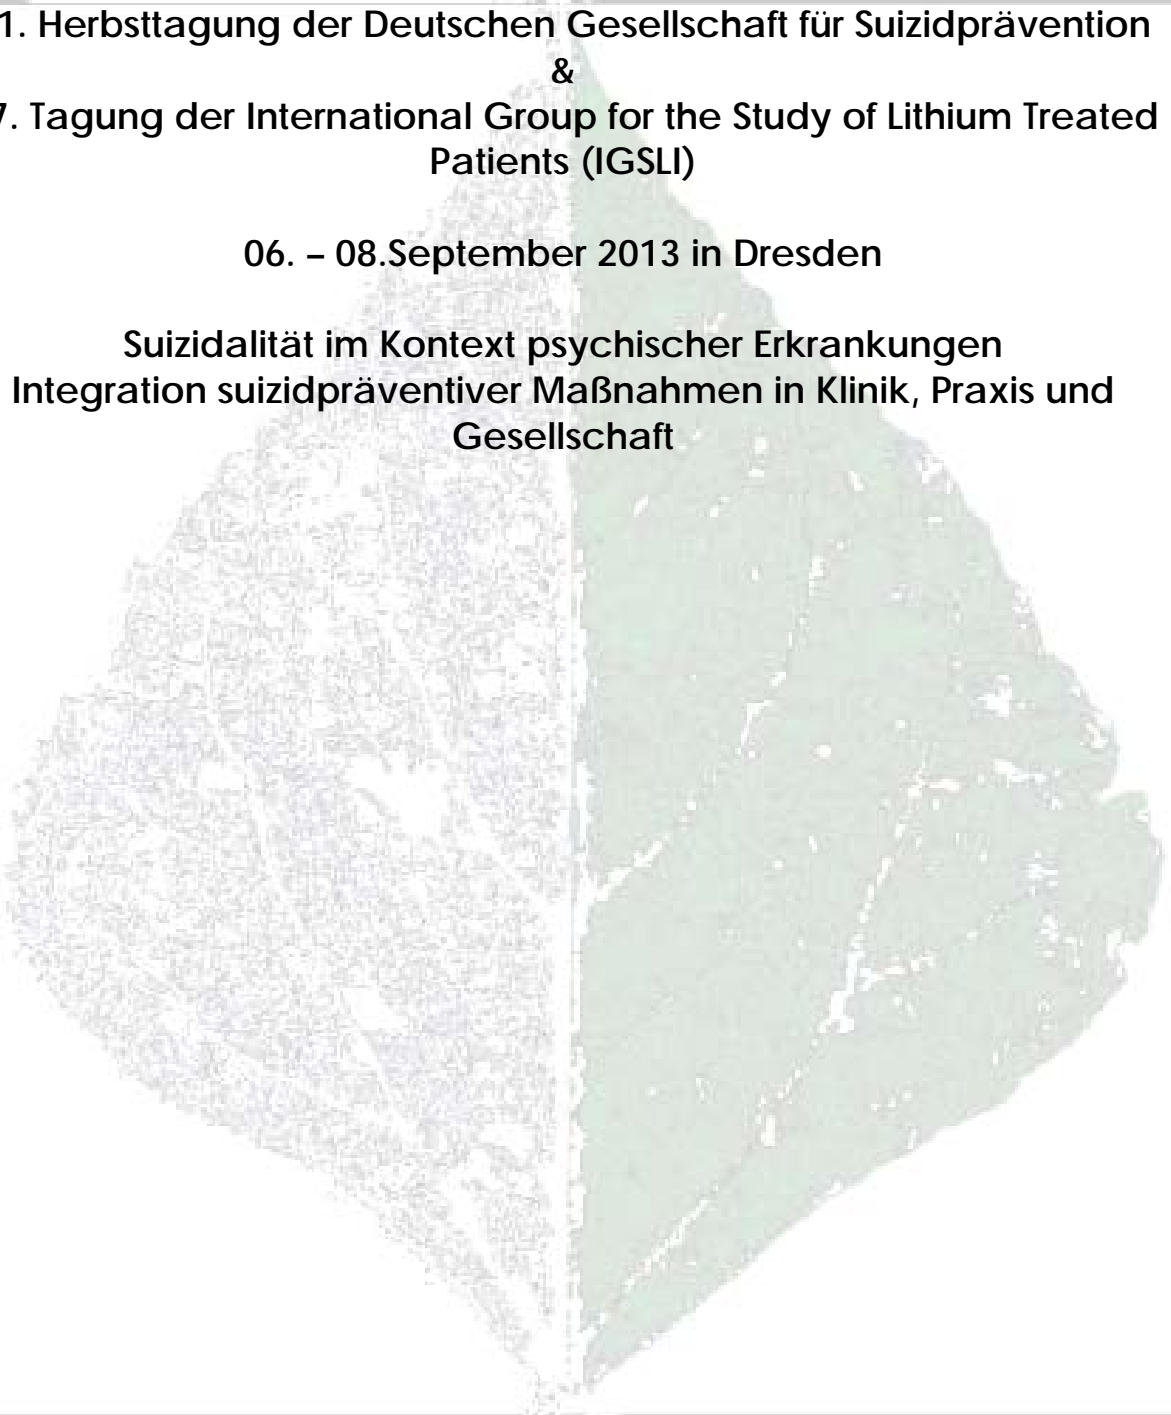 1. Herbsttagung der Deutschen Gesellschaft für Suizidprävention
&
7. Tagung der International Group for the Study of Lithium Treated
Patients (IGSLI)
06. – 08.September 2013 in Dresden
Suizidalität im Kontext psychischer Erkrankungen
Integration suizidpräventiver Maßnahmen in Klinik, Praxis und
Gesellschaft